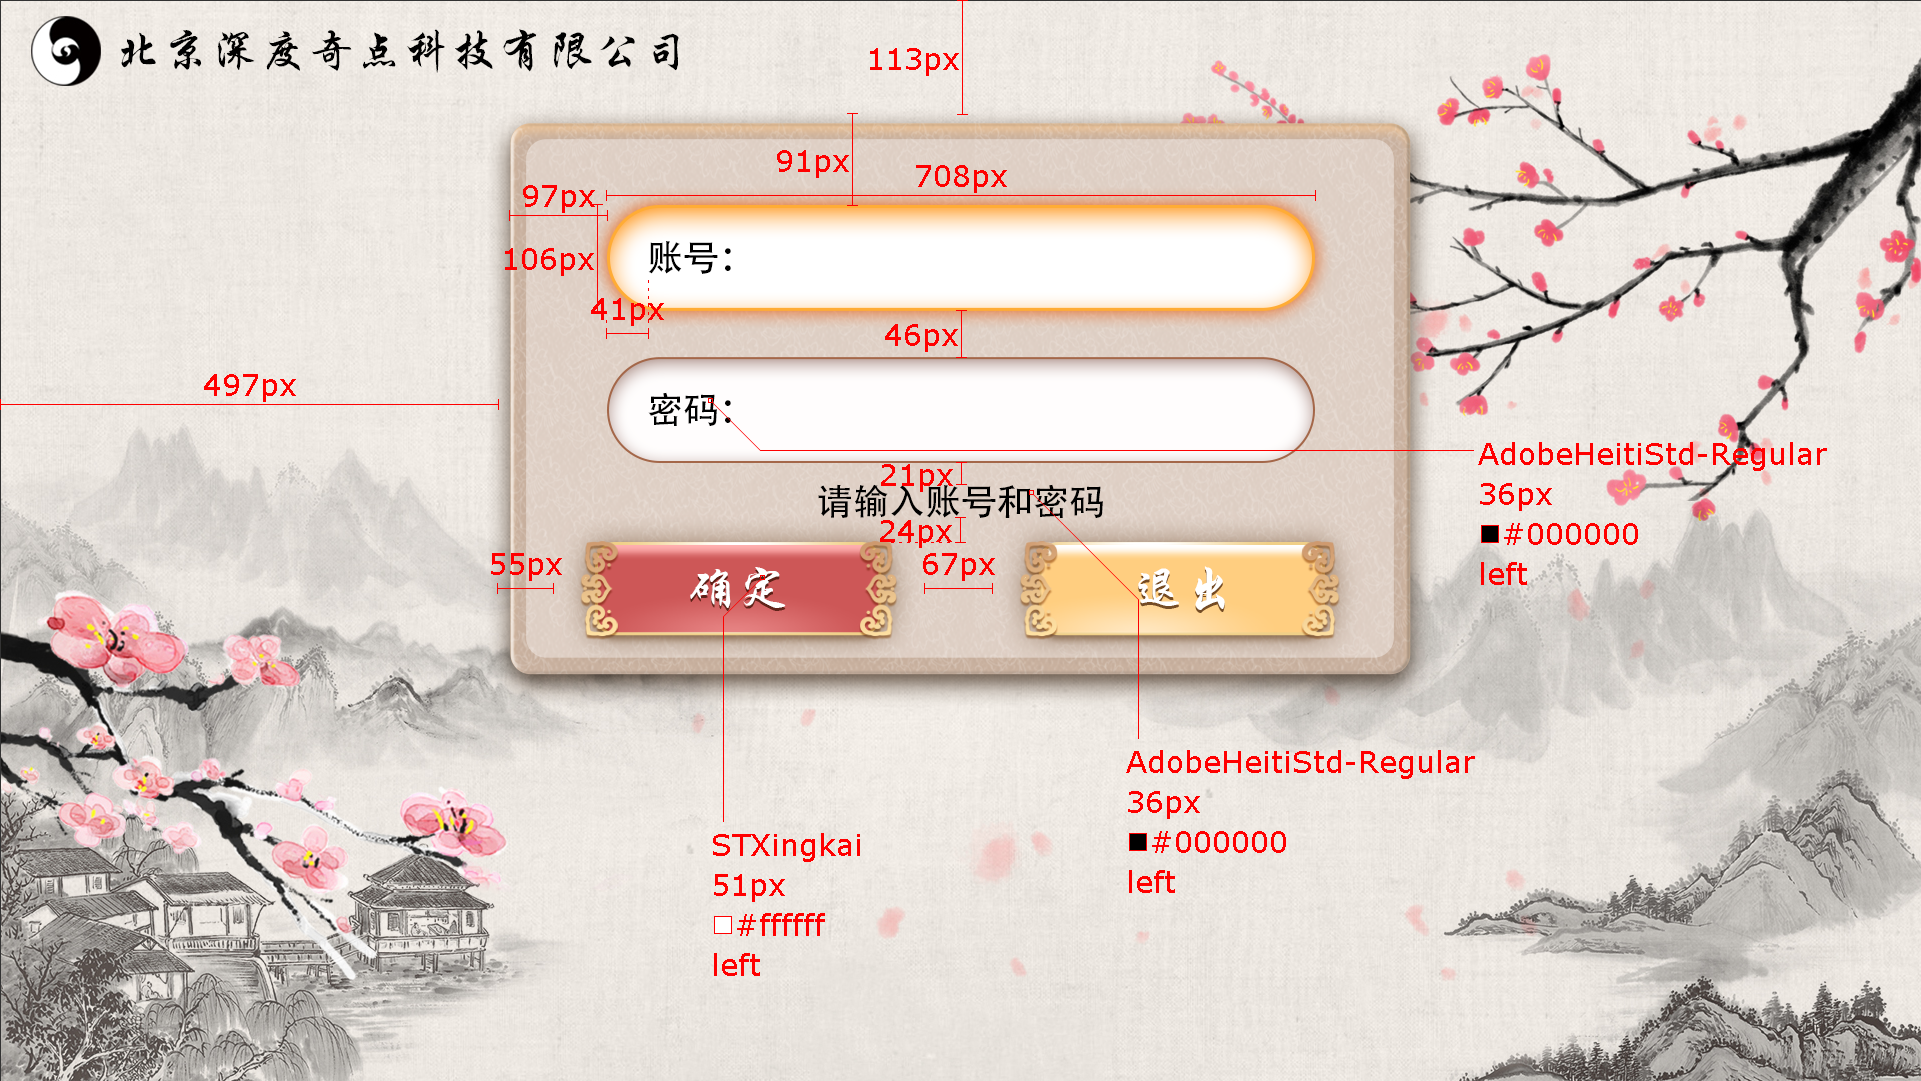 北京深度奇点科技有限公司
113px
91px
708px
97px
106px
账号：
41px
46px
497px
密码：
21px
请输入账号和密码
24px
55px
67px
确定
退出
AdobeHeitiStd-Regular
36px
#000000
left
AdobeHeitiStd-Regular
36px
#000000
left
STXingkai
51px
#ffffff
left